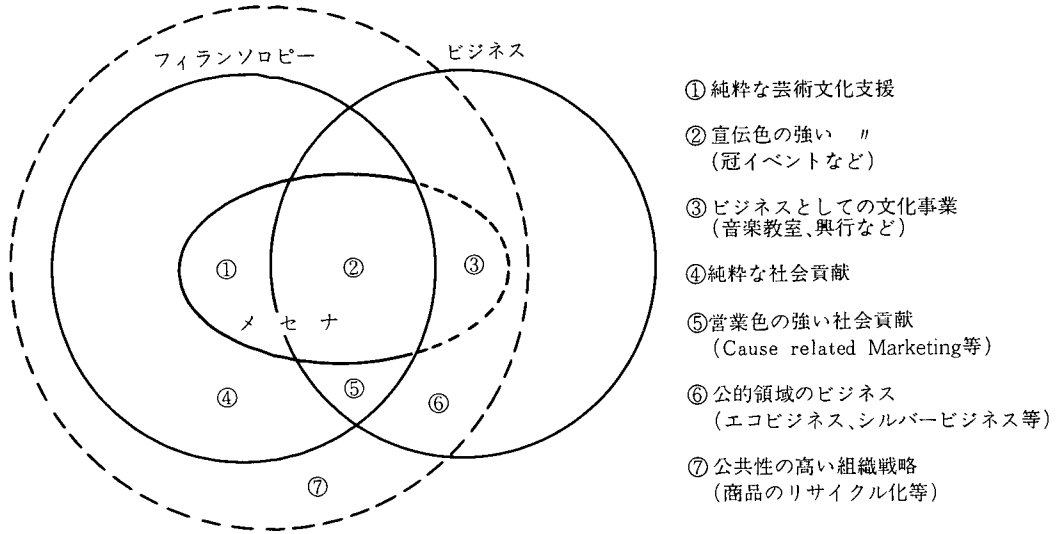 フィランソロピー
ビジネス
①
②
③
メセナ
④
⑤
⑥
⑦
①純粋な芸術文化支援
②宣伝色の強い 〃
(冠イベントなど)
③ビジネスとしての文化事業
(音楽教室、興行など)
④純粋な社会貢献
⑤営業色の強い社会貢献
(Cause related Marketing等)
⑥公的領域のビジネス
(エコビジネス、シルバービジネス等)
⑦公共性の高い組織戦略
(商品のリサイクル化等)